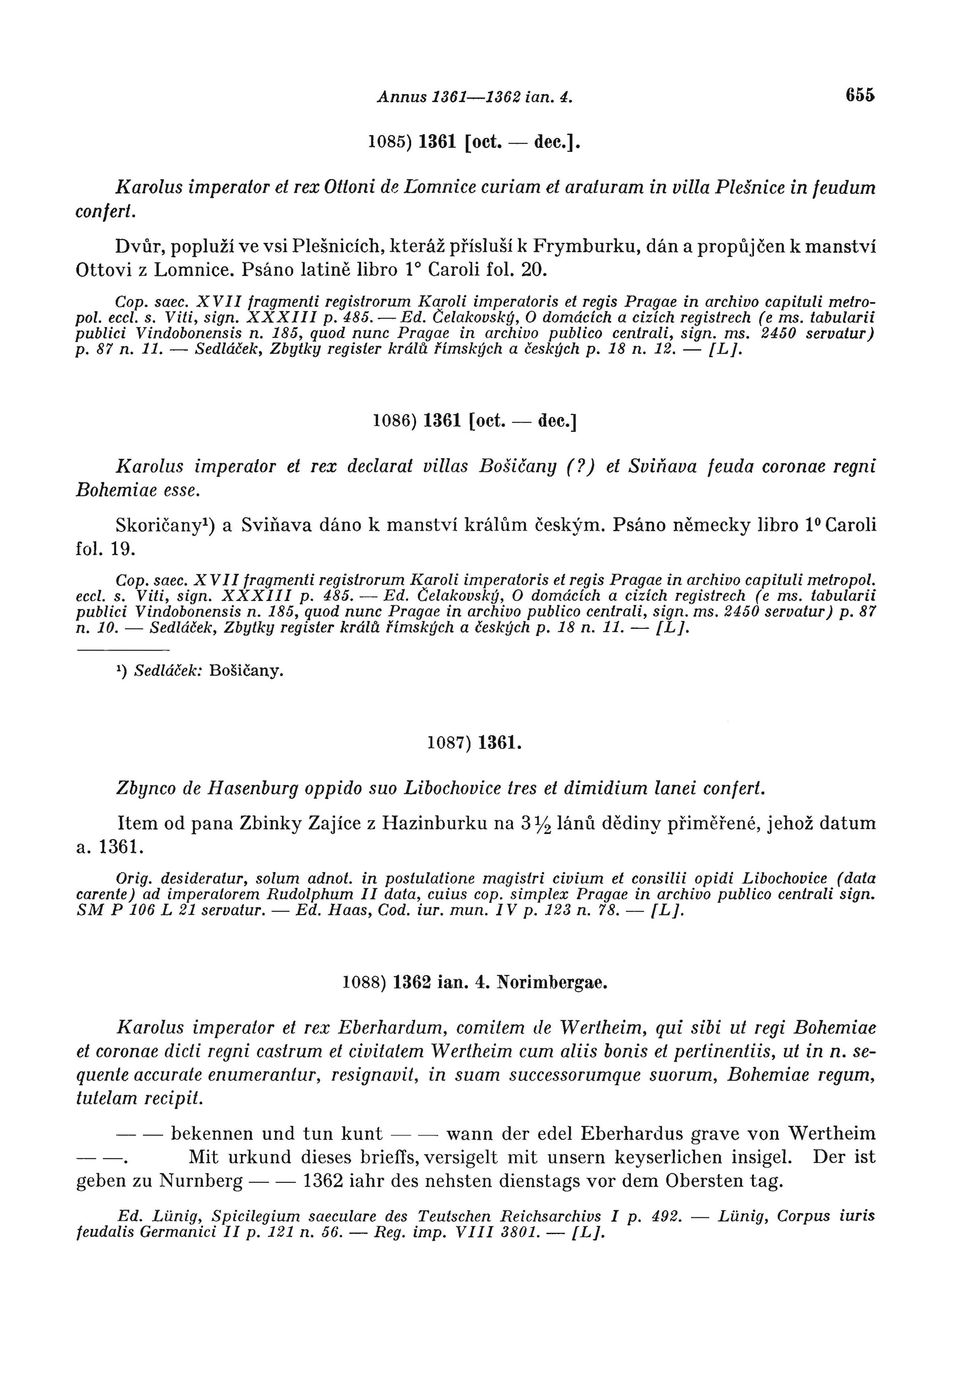 Annus 1361—1362 ian. 4. 655
1085) 1361 [oct. — dec.].
Karolus imperator et rex Ottoni de Lomnice curiam et araturam in villa Plešnice in feudum
confert.
Dvůr, popluží ve vsi Plešnicích, kteráž přísluší k Frymburku, dán a propůjčen k manství
Ottovi z Lomnice. Psáno latině libro 1° Caroli fol. 20.
Cop. saec. XVII fragmenti registrorum Karoli imperatoris et regis Pragae in archivo capituli metro-
pol. eccl. s. Viti, sign. XXXIII p. 485. — Ed. Čelakovský, O domácích a cizích registrech (e ms. tabularii
publici Vindobonensis n. 185, quod nunc Pragae in archivo publico centrali, sign. ms. 2450 servatur)
p. 87 n. 11. — Sedláček, Zbytky register králů římských a českých p. 18 n. 12. — [L].
1086) 1361 [oct. — dec.]
Karolus imperator et rex declarat villas Bošičany (?) et Sviňava feuda coronae regni
Bohemiae esse.
Skoričany¹) a Sviňava dáno k manství králům českým. Psáno německy libro 1⁰ Caroli
fol. 19.
Cop. saec. XVII fragmenti registrorum Karoli imperatoris et regis Pragae in archivo capituli metropol.
eccl. s. Viti, sign. XXXIII p. 485. — Ed. Čelakovský, O domácích a cizích registrech (e ms. tabularii
publici Vindobonensis n. 185, quod nunc Pragae in archivo publico centrali, sign. ms. 2450 servatur) p. 87
n. 10. — Sedláček, Zbytky register králů římských a českých p. 18 n. 11. — [L].
¹) Sedláček: Bošičany.
1087) 1361.
Zbynco de Hasenburg oppido suo Libochovice tres et dimidium lanei confert.
Item od pana Zbinky Zajíce z Hazinburku na 3½ lánů dědiny přiměřené, jehož datum
a. 1361.
Orig. desideratur, solum adnot. in postulatione magistri civium et consilii opidi Libochovice (data
carente) ad imperatorem Rudolphum II data, cuius cop. simplex Pragae in archivo publico centrali sign.
SM P 106 L 21 servatur. — Ed. Haas, Cod. iur. mun. IV p. 123 n. 78. — [L].
1088) 1362 ian. 4. Norimbergae.
Karolus imperator et rex Eberhardum, comitem de Wertheim, qui sibi ut regi Bohemiae
et coronae dicti regni castrum et civitatem Wertheim cum aliis bonis et pertinentiis, ut in n. se-
quente accurate enumerantur, resignavit, in suam successorumque suorum, Bohemiae regum,
tutelam recipit.
— — bekennen und tun kunt — — wann der edel Eberhardus grave von Wertheim
— —. Mit urkund dieses brieffs, versigelt mit unsern keyserlichen insigel. Der ist
geben zu Nurnberg — — 1362 iahr des nehsten dienstags vor dem Obersten tag.
Ed. Lünig, Spicilegium saeculare des Teutschen Reichsarchivs I p. 492. — Lünig, Corpus iuris
feudalis Germanici II p. 121 n. 56. — Reg. imp. VIII 3801. — [L].